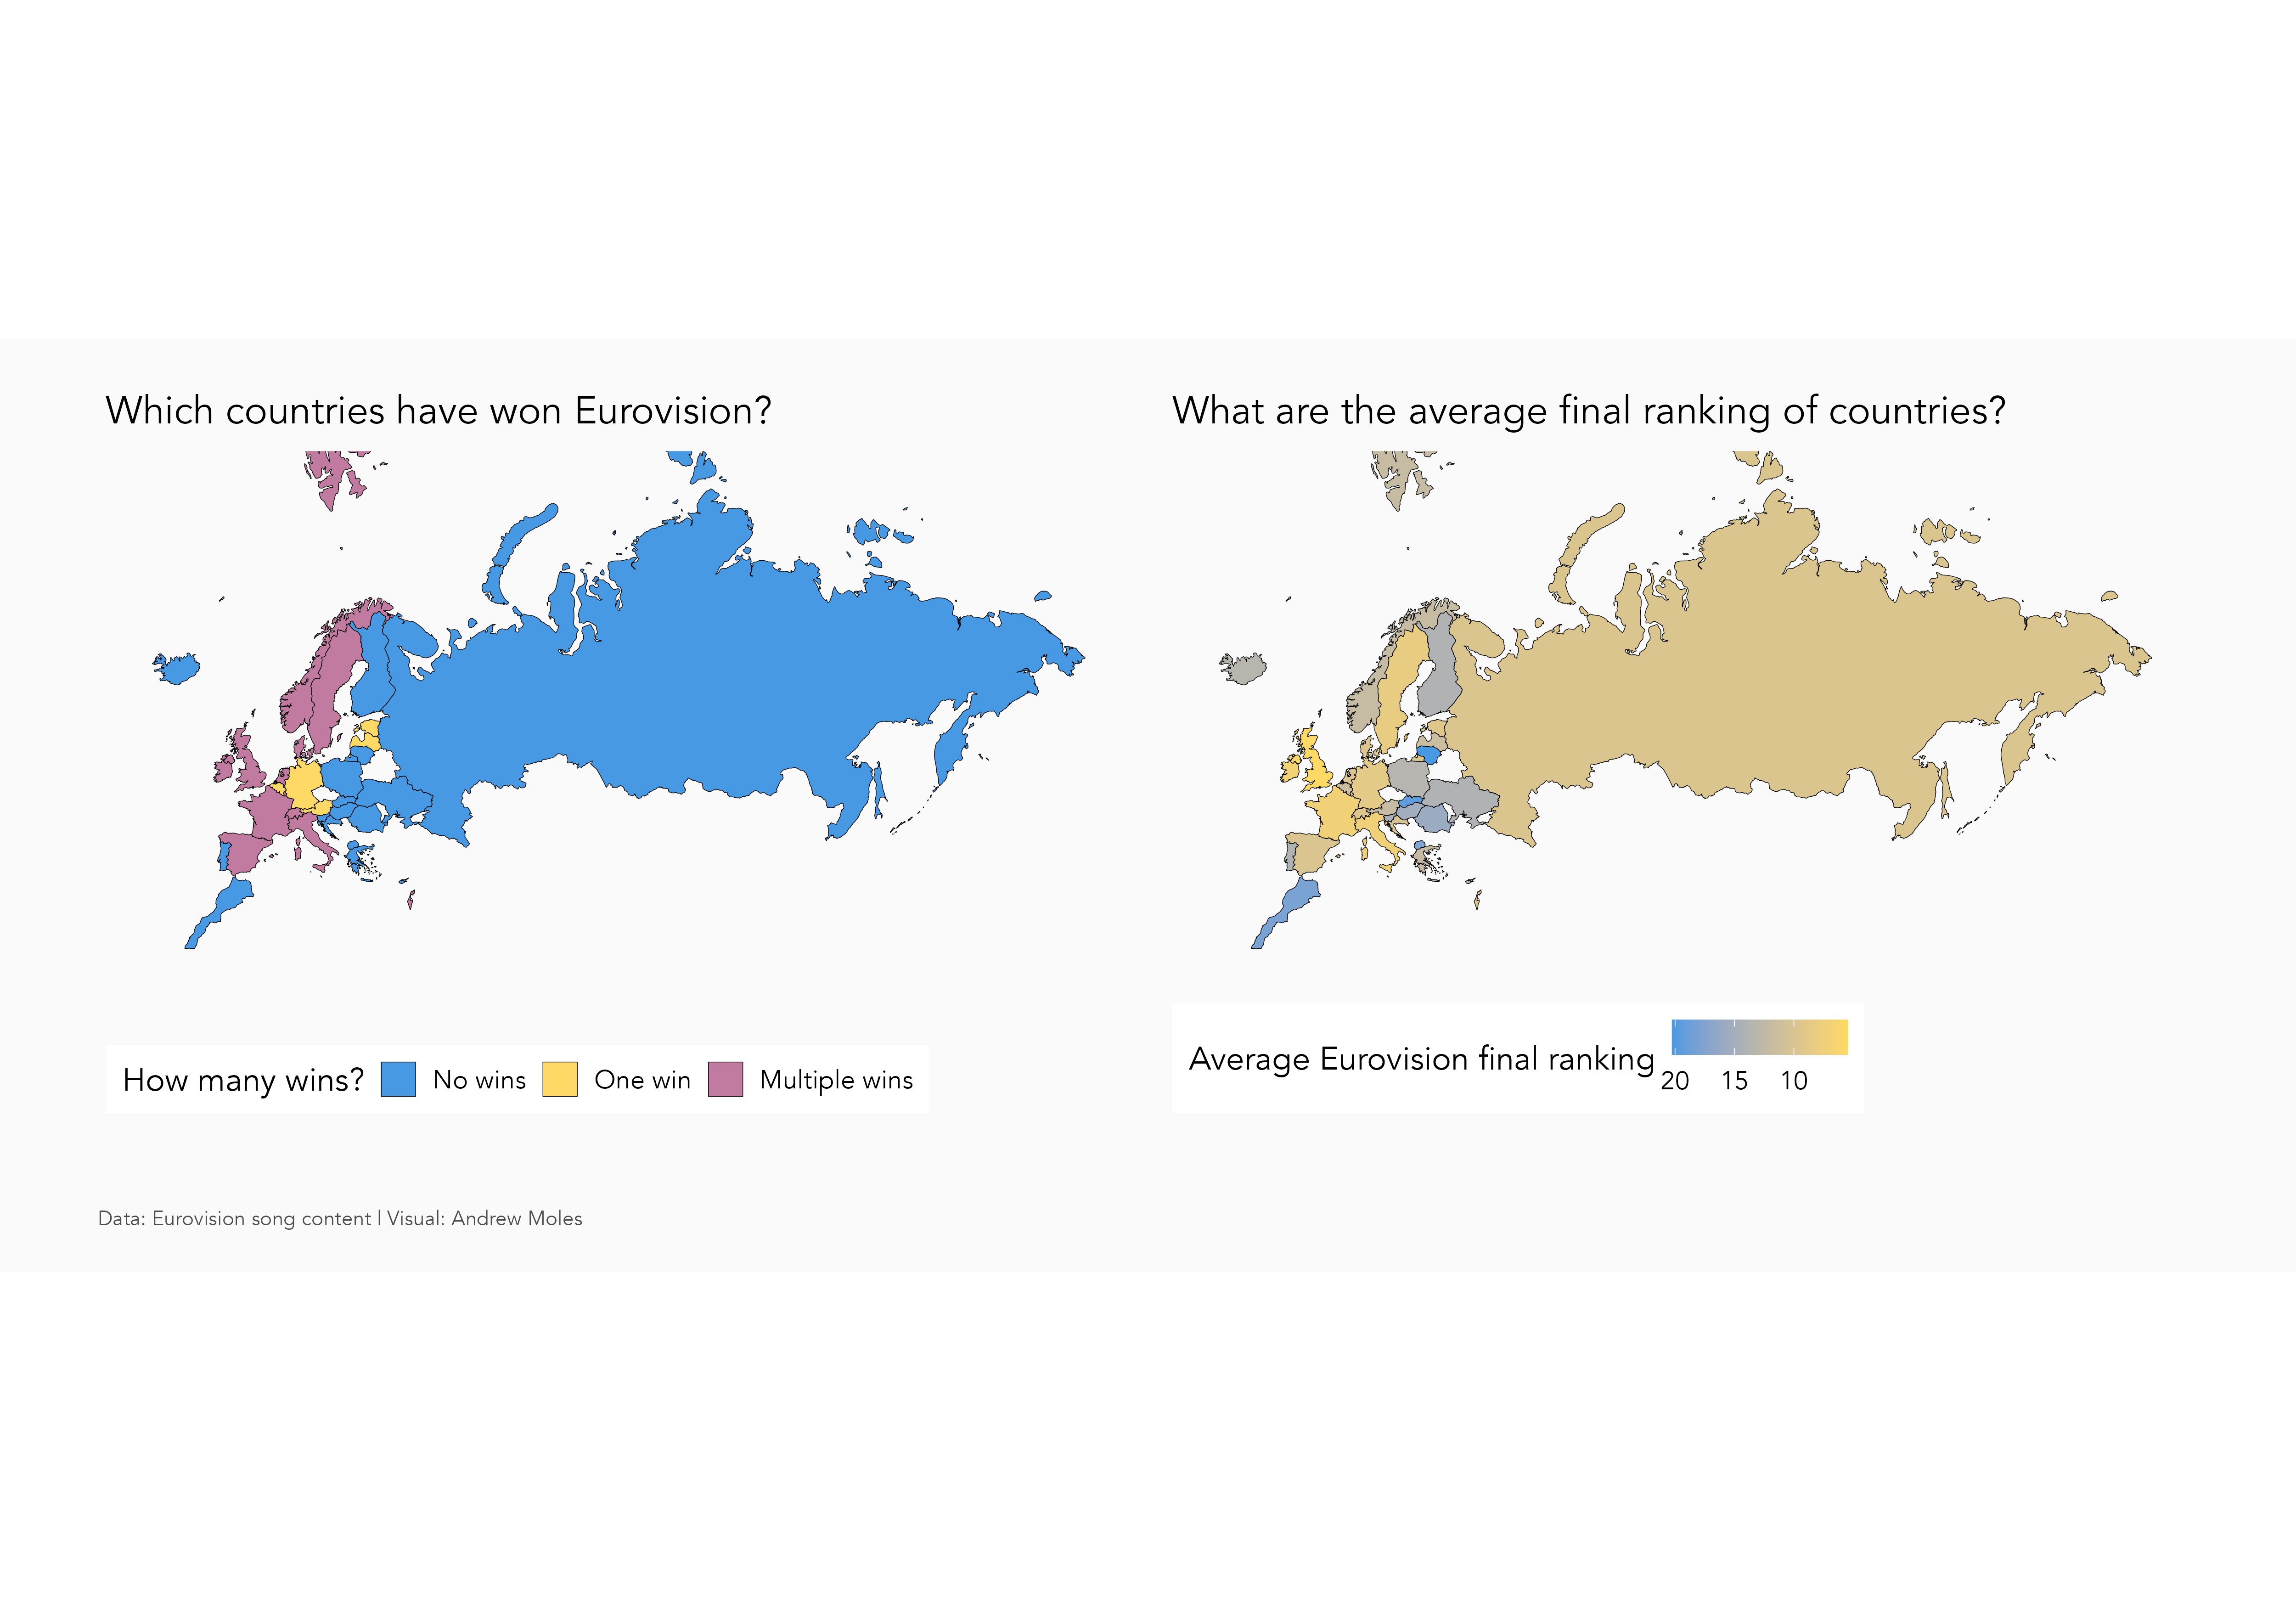 Which countries have won Eurovision?
What are the average final ranking of countries?
How many wins? No wins One win Multiple wins
Average Eurovision final ranking
20 15 10
Data: Eurovision song content | Visual: Andrew Moles